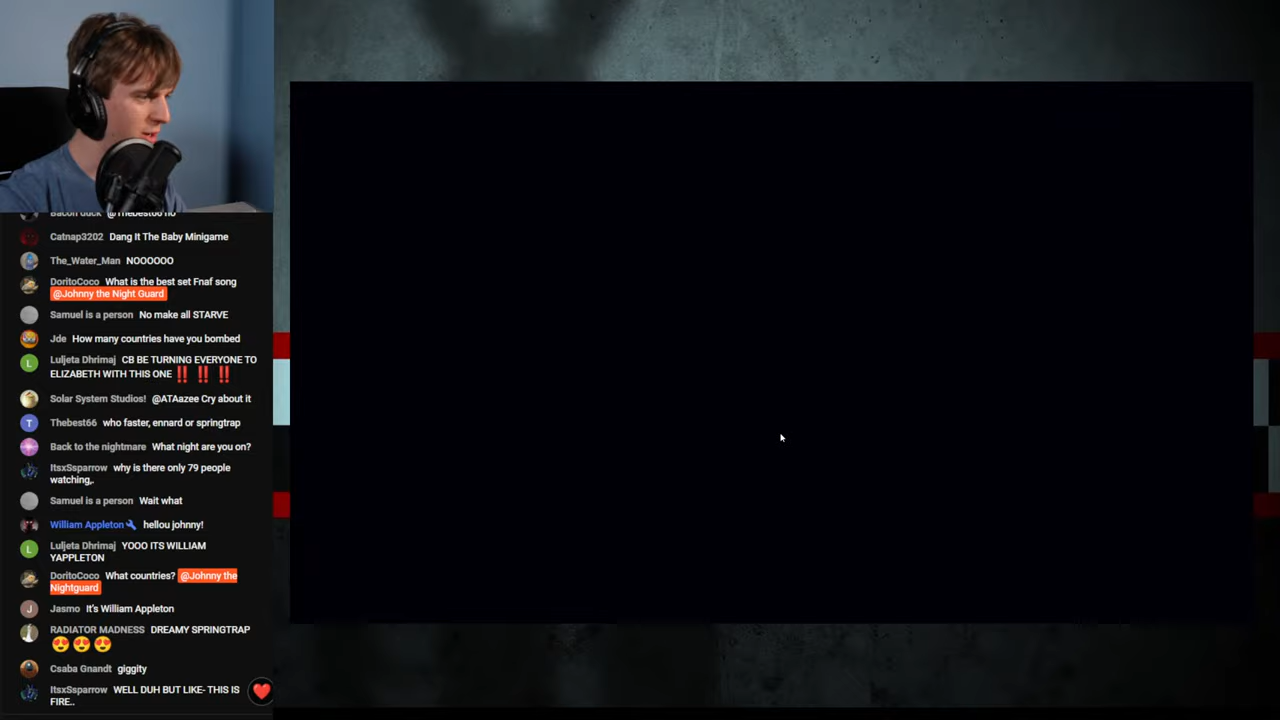 Bacon duck @Thebest66 no
Catnap3202 Dang It The Baby Minigame
The_Water_Man NOOOOOO
DoritoCoco What is the best set Fnaf song
@Johnny the Night Guard
Samuel is a person No make all STARVE
Jde How many countries have you bombed
L Luljeta Dhrimaj CB BE TURNING EVERYONE TO
ELIZABETH WITH THIS ONE ‼️ ‼️ ‼️
Solar System Studios! @ATAazee Cry about it
T Thebest66 who faster, ennard or springtrap
Back to the nightmare What night are you on?
ItsxSsparrow why is there only 79 people
watching,.
Samuel is a person Wait what
William Appleton hellou johnny!
L Luljeta Dhrimaj YOOO ITS WILLIAM
YAPPLETON
DoritoCoco What countries? @Johnny the
Nightguard
J Jasmo It's William Appleton
RADIATOR MADNESS DREAMY SPRINGTRAP
😍 😍 😍
Csaba Gnandt giggity
ItsxSsparrow WELL DUH BUT LIKE- THIS IS
FIRE..